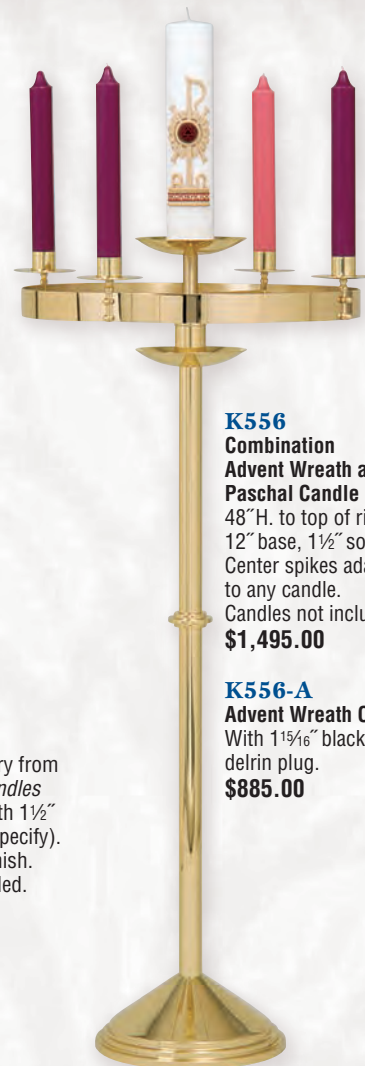 K556
Combination
Advent Wreath a
Paschal Candle
48˝H. to top of ri
12˝ base, 1½˝ so
Center spikes ada
to any candle.
Candles not inclu
$1,495.00
K556-A
Advent Wreath O
With 1¹⁵⁄₁₆˝ black
delrin plug.
$885.00
ry from
ndles
th 1½˝
pecify).
nish.
led.